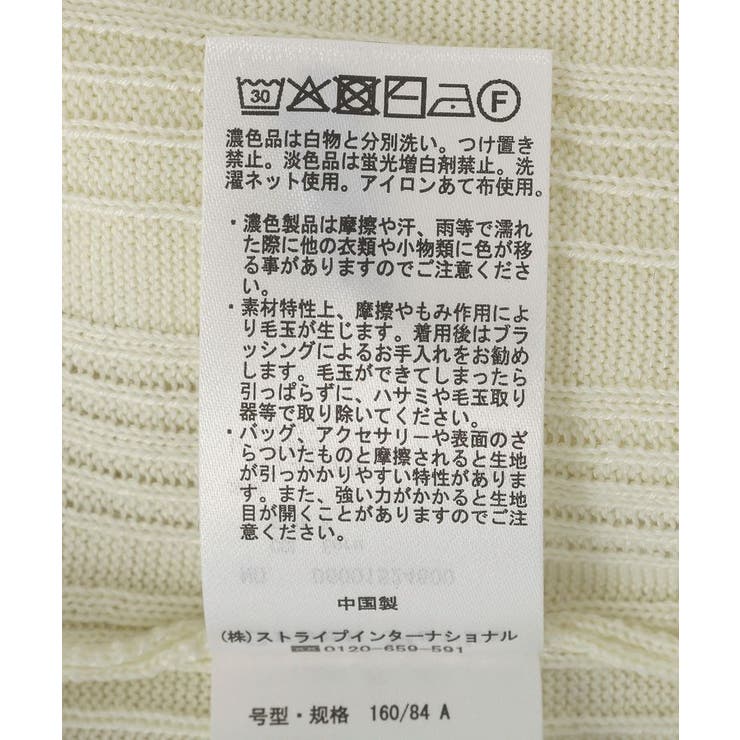 30 F
濃色品は白物と分別洗い。つけ置き
禁止。淡色品は蛍光増白剤禁止。洗
濯ネット使用。アイロンあて布使用。
・濃色製品は摩擦や汗、雨等で濡れ
た際に他の衣類や小物類に色が移
る事がありますのでご注意くださ
い。
・素材特性上、摩擦やもみ作用によ
り毛玉が生じます。着用後はブラ
ッシングによるお手入れをお勧め
します。毛玉ができてしまったら
引っぱらずに、ハサミや毛玉取り
器等で取り除いてください。
・バッグ、アクセサリーや表面のざ
らついたものと摩擦されると生地
が引っかかりやすい特性がありま
す。また、強い力がかかると生地
目が開くことがありますのでご注
意ください。
中国製
（株）ストライプインターナショナル
0120-659-591
号型·规格 160/84 A